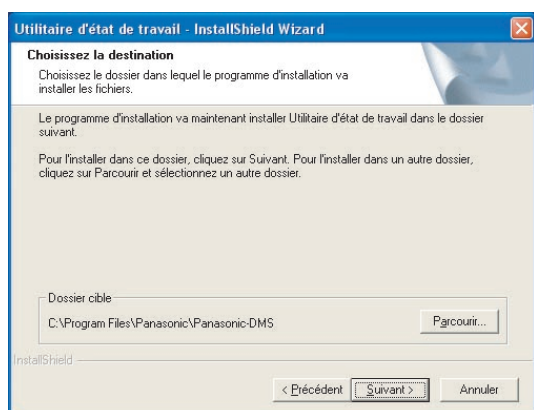 Utilitaire d'état de travail - InstallShield Wizard
Choisissez la destination
Choisissez le dossier dans lequel le programme d'installation va
installer les fichiers.
Le programme d'installation va maintenant installer Utilitaire d'état de travail dans le dossier
suivant.
Pour l'installer dans ce dossier, cliquez sur Suivant. Pour l'installer dans un autre dossier,
cliquez sur Parcourir et sélectionnez un autre dossier.
Dossier cible
C:\Program Files\Panasonic\Panasonic-DMS
Parcourir...
InstallShield
< Précédent
Suivant >
Annuler